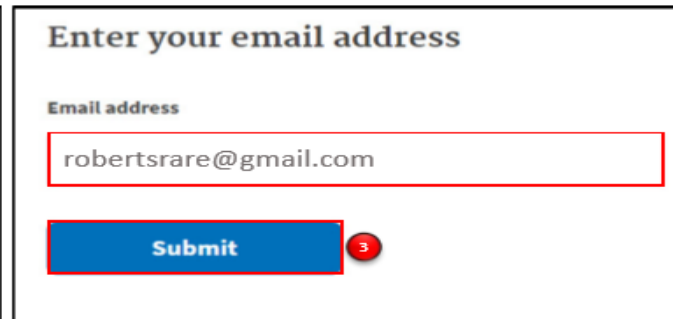 Enter your email address
Email address
robertsrare@gmail.com
Submit
3